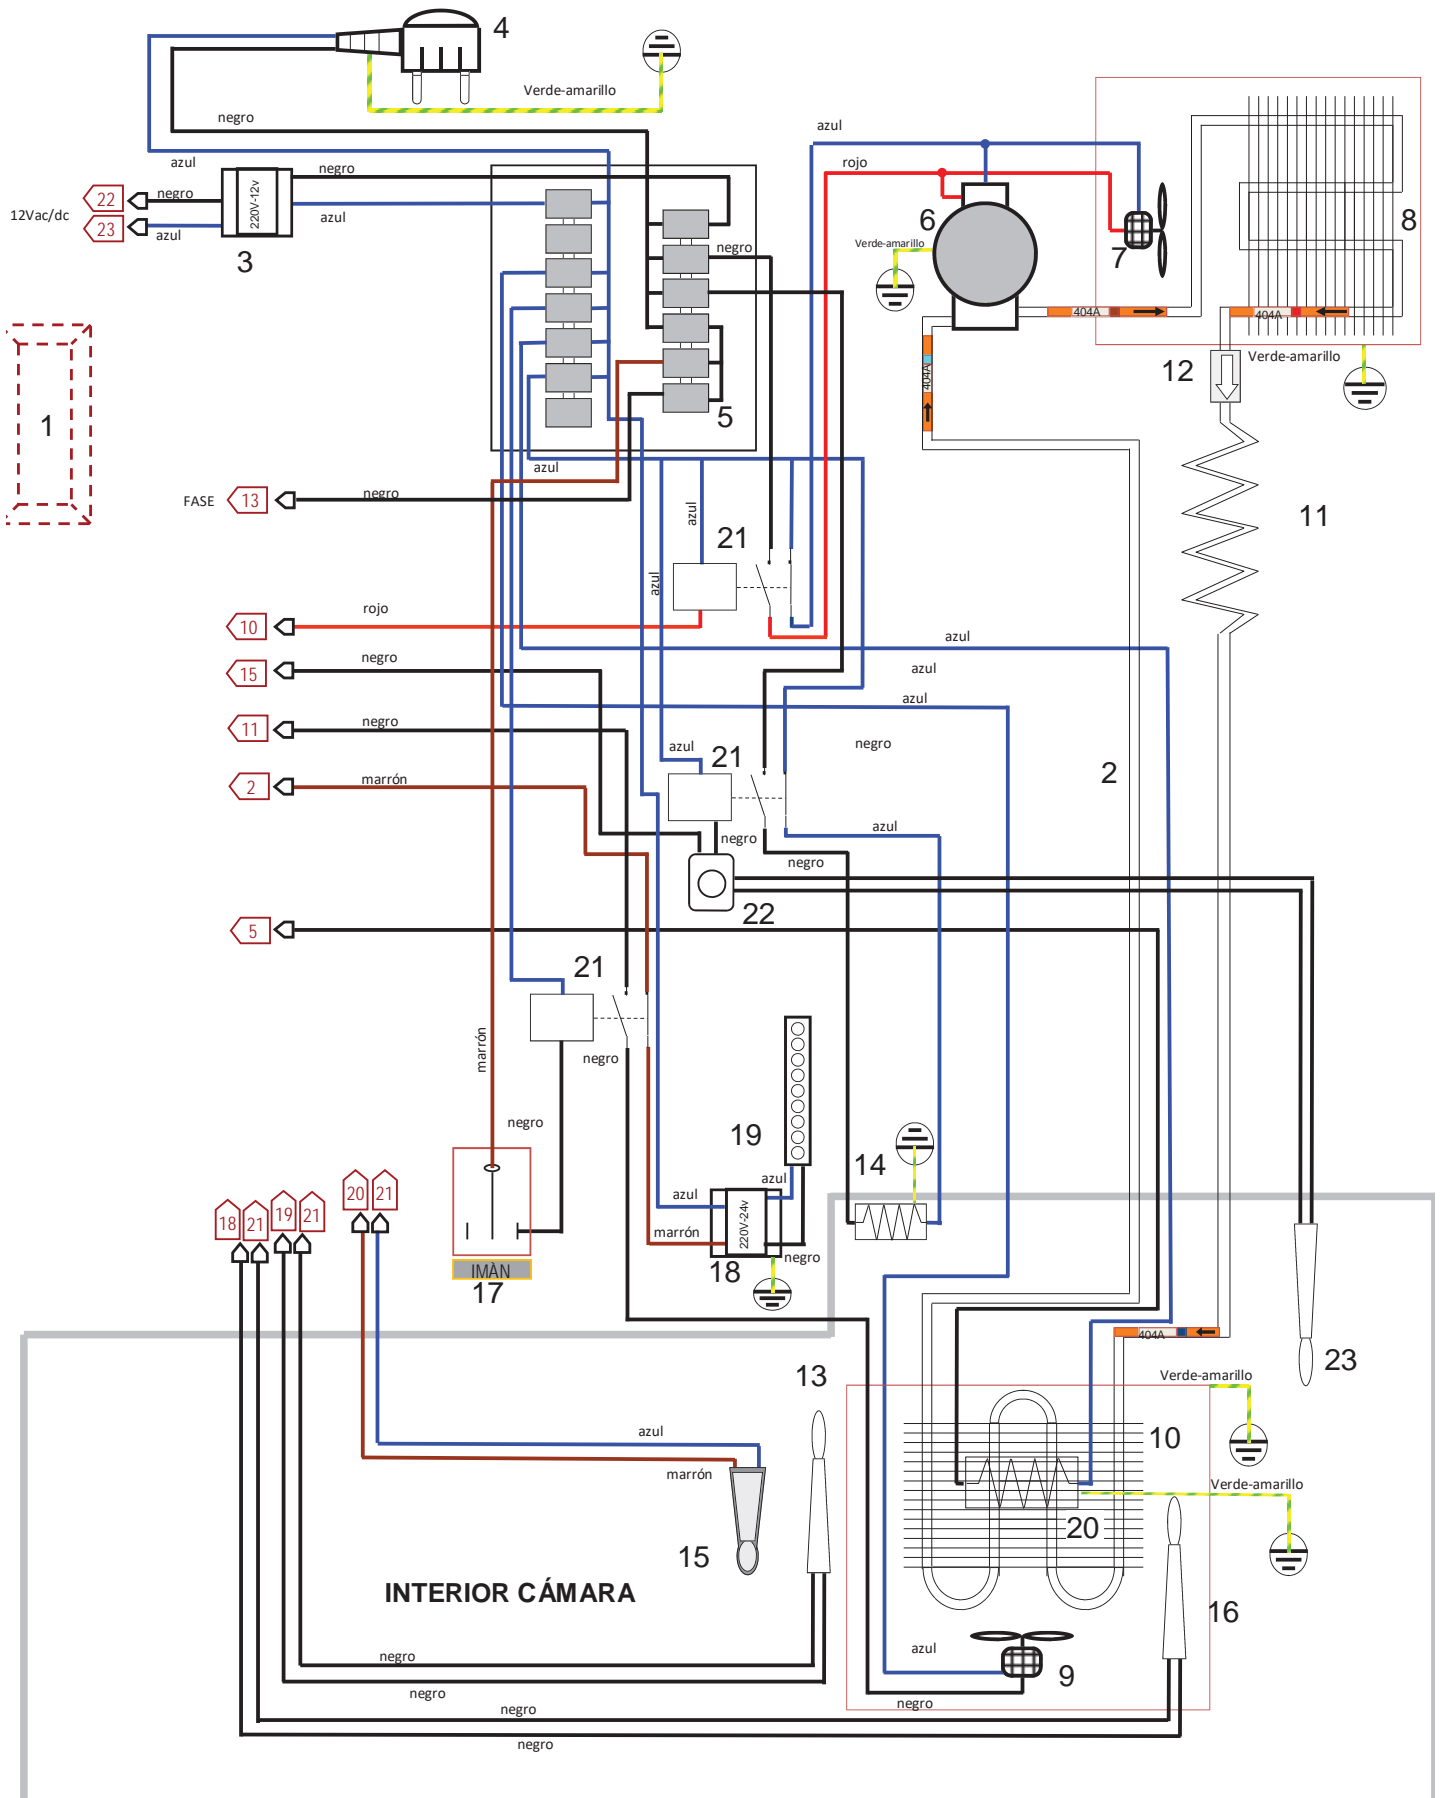 4
Verde-amarillo
negro
azul
azul
rojo
negro
negro
azul
22
12Vac/dc
23
azul
220V-12v
3
6
Verde-amarillo
7
8
negro
404A
404A
404A
Verde-amarillo
12
1
5
azul
FASE
13
negro
azul
21
11
azul
rojo
10
azul
15
negro
azul
azul
11
negro
negro
azul
21
2
2
marrón
azul
negro
negro
22
5
21
negro
marrón
negro
19
14
azul
20
21
18
21
19
21
azul
marrón
220V-24v
negro
18
IMÀN
17
404A
23
13
Verde-amarillo
azul
10
marrón
Verde-amarillo
20
15
INTERIOR CÁMARA
16
azul
negro
9
negro
negro
negro
negro